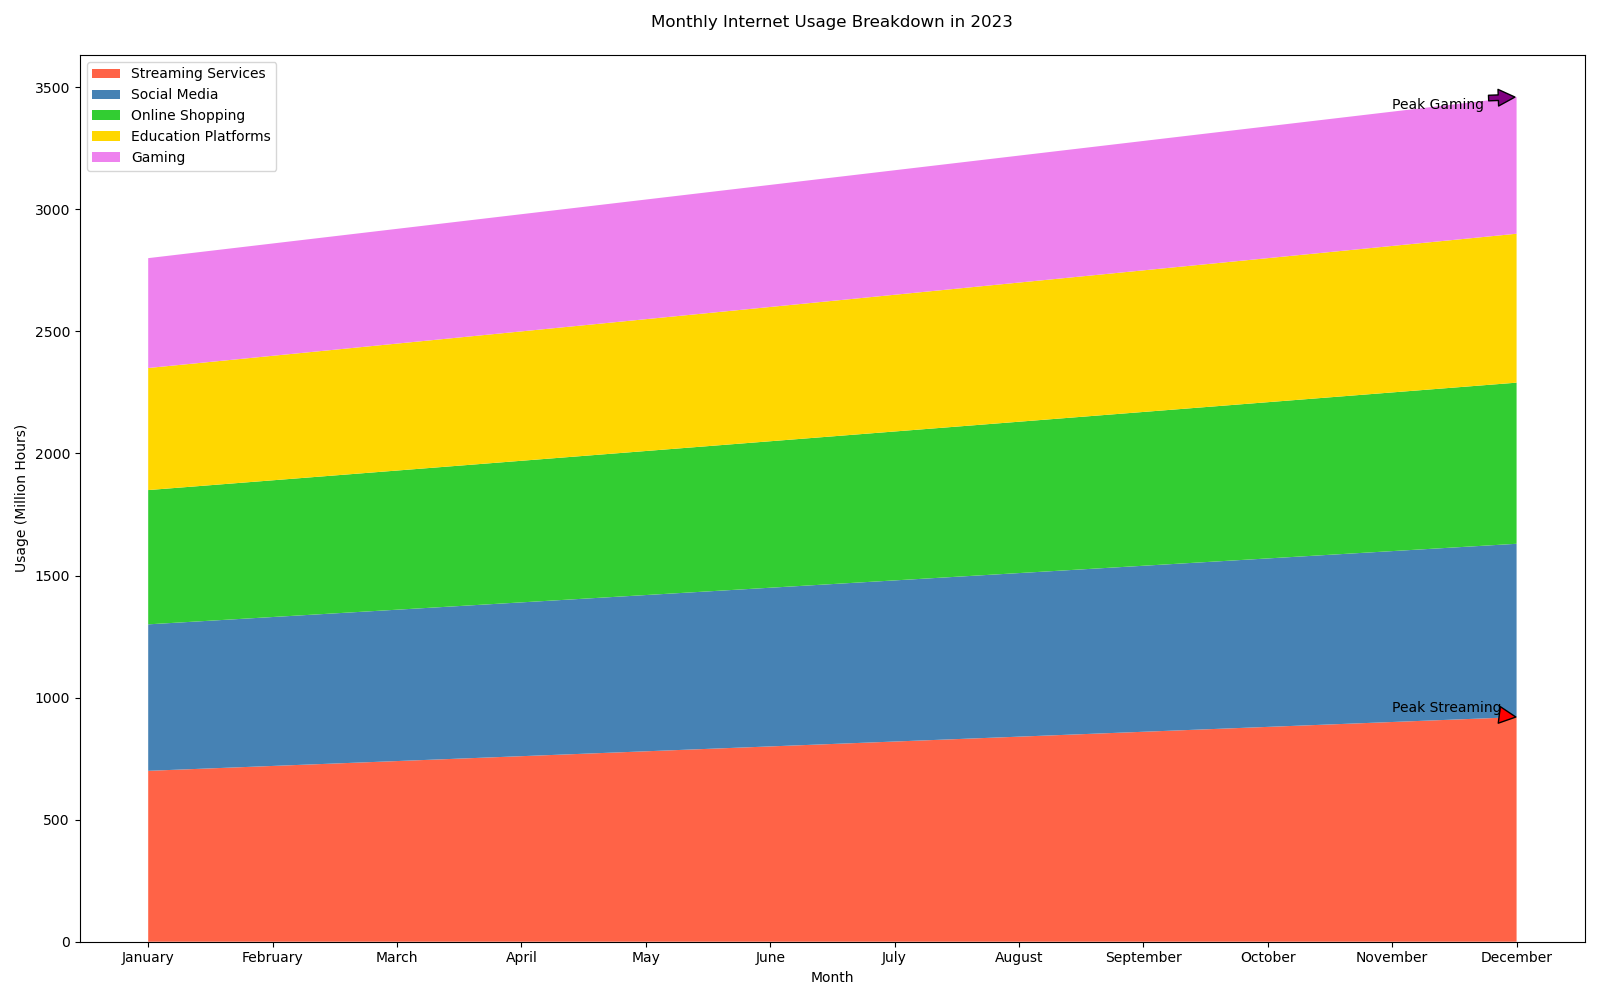 Monthly Internet Usage Breakdown in 2023
Streaming Services
Social Media
Online Shopping
Education Platforms
Gaming
Peak Gaming
Peak Streaming
Usage (Million Hours)
3500
3000
2500
2000
1500
1000
500
0
January February March April May June July August September October November December
Month